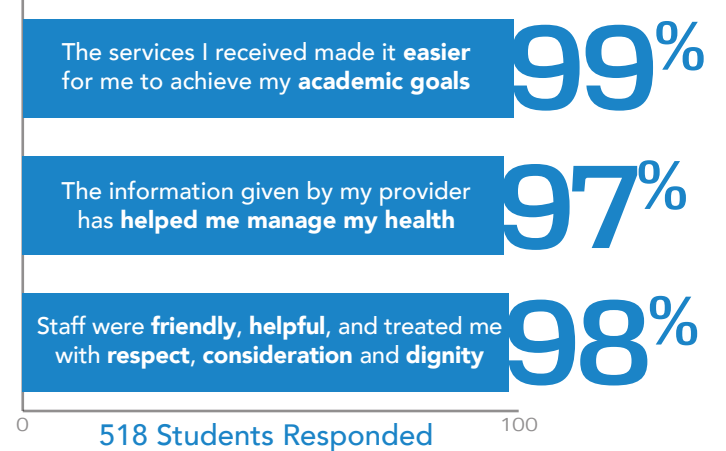 The services I received made it easier
for me to achieve my academic goals
99%
The information given by my provider
has helped me manage my health
97%
Staff were friendly, helpful, and treated me
with respect, consideration and dignity
98%
0
100
518 Students Responded